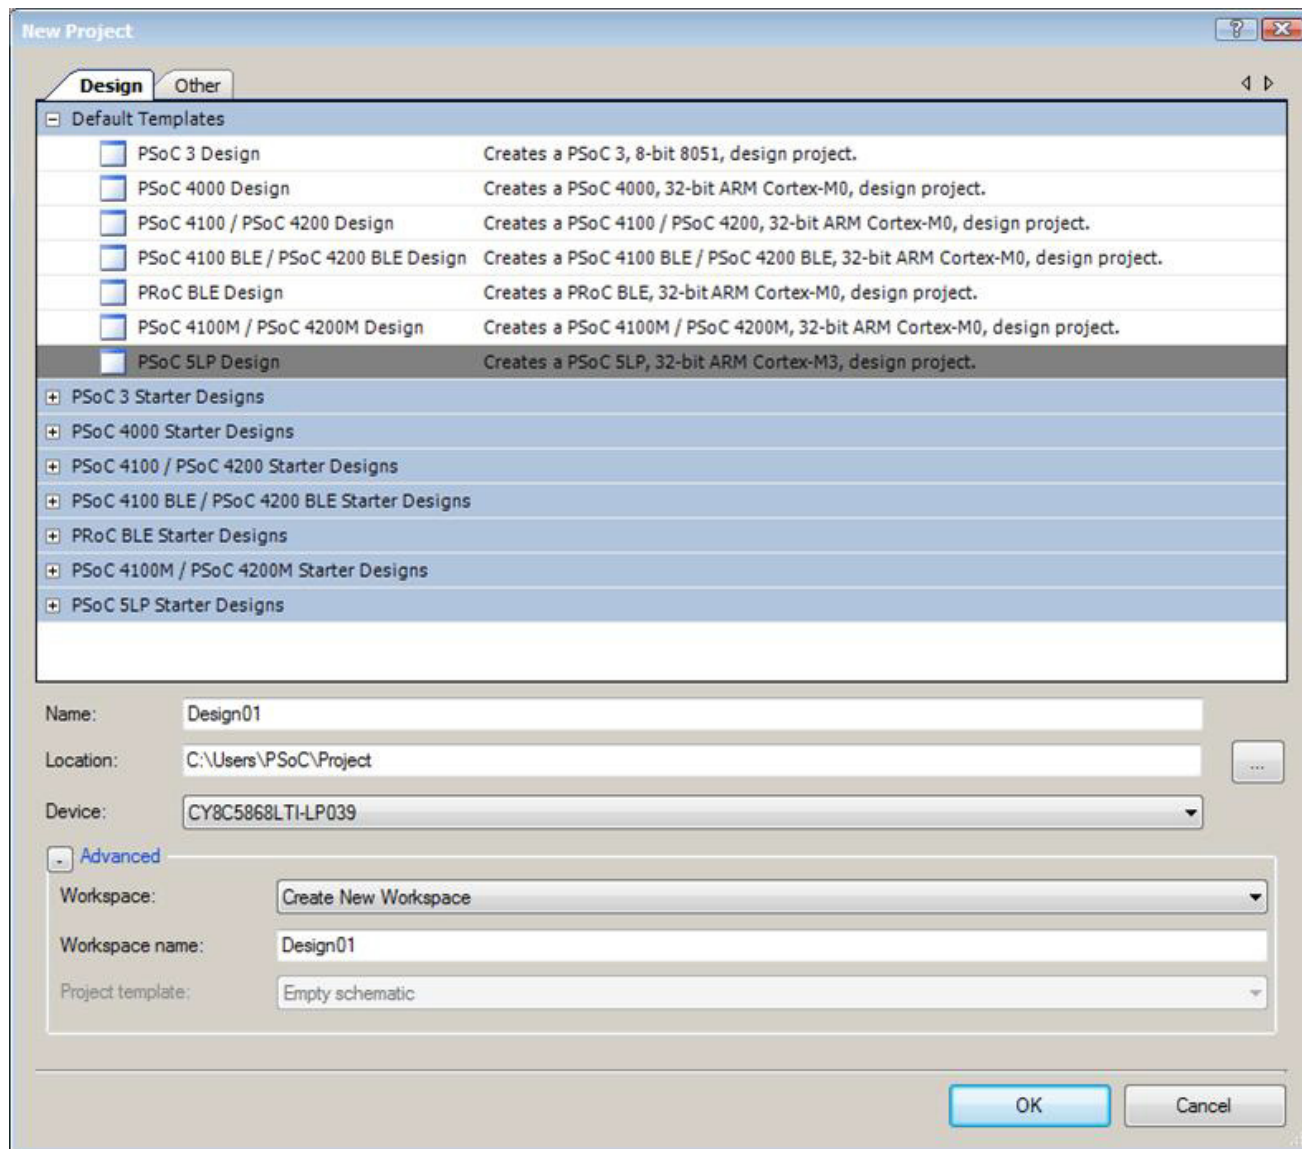 New Project
Design Other
Default Templates
PSoC 3 Design Creates a PSoC 3, 8-bit 8051, design project.
PSoC 4000 Design Creates a PSoC 4000, 32-bit ARM Cortex-M0, design project.
PSoC 4100 / PSoC 4200 Design Creates a PSoC 4100 / PSoC 4200, 32-bit ARM Cortex-M0, design project.
PSoC 4100 BLE / PSoC 4200 BLE Design Creates a PSoC 4100 BLE / PSoC 4200 BLE, 32-bit ARM Cortex-M0, design project.
PRoC BLE Design Creates a PRoC BLE, 32-bit ARM Cortex-M0, design project.
PSoC 4100M / PSoC 4200M Design Creates a PSoC 4100M / PSoC 4200M, 32-bit ARM Cortex-M0, design project.
PSoC 5LP Design Creates a PSoC 5LP, 32-bit ARM Cortex-M3, design project.
PSoC 3 Starter Designs
PSoC 4000 Starter Designs
PSoC 4100 / PSoC 4200 Starter Designs
PSoC 4100 BLE / PSoC 4200 BLE Starter Designs
PRoC BLE Starter Designs
PSoC 4100M / PSoC 4200M Starter Designs
PSoC 5LP Starter Designs
Name: Design01
Location: C:\Users\PSoC\Project ...
Device: CY8C5868LTI-LP039
- Advanced
Workspace: Create New Workspace
Workspace name: Design01
Project template: Empty schematic
OK Cancel